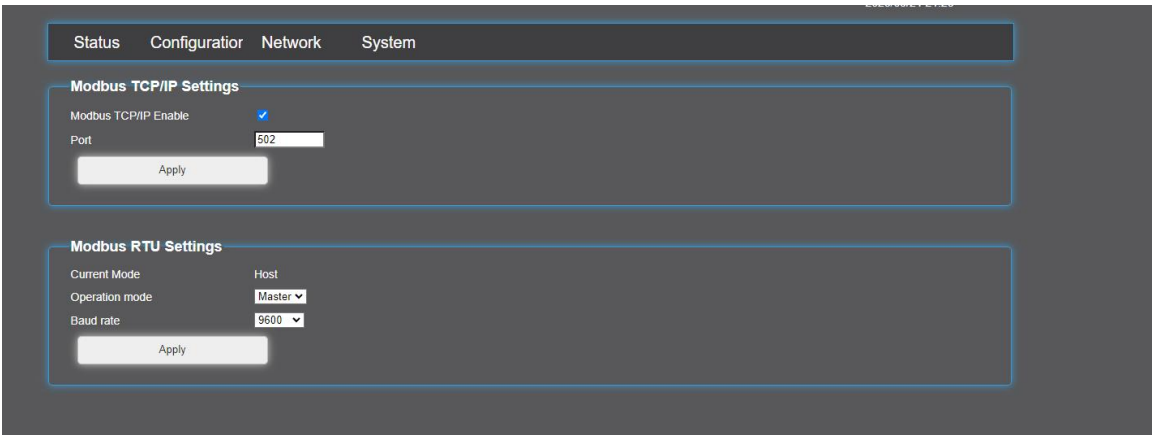 Status Configuration Network System
Modbus TCP/IP Settings
Modbus TCP/IP Enable
Port 502
Apply
Modbus RTU Settings
Current Mode Host
Operation mode Master
Baud rate 9600
Apply